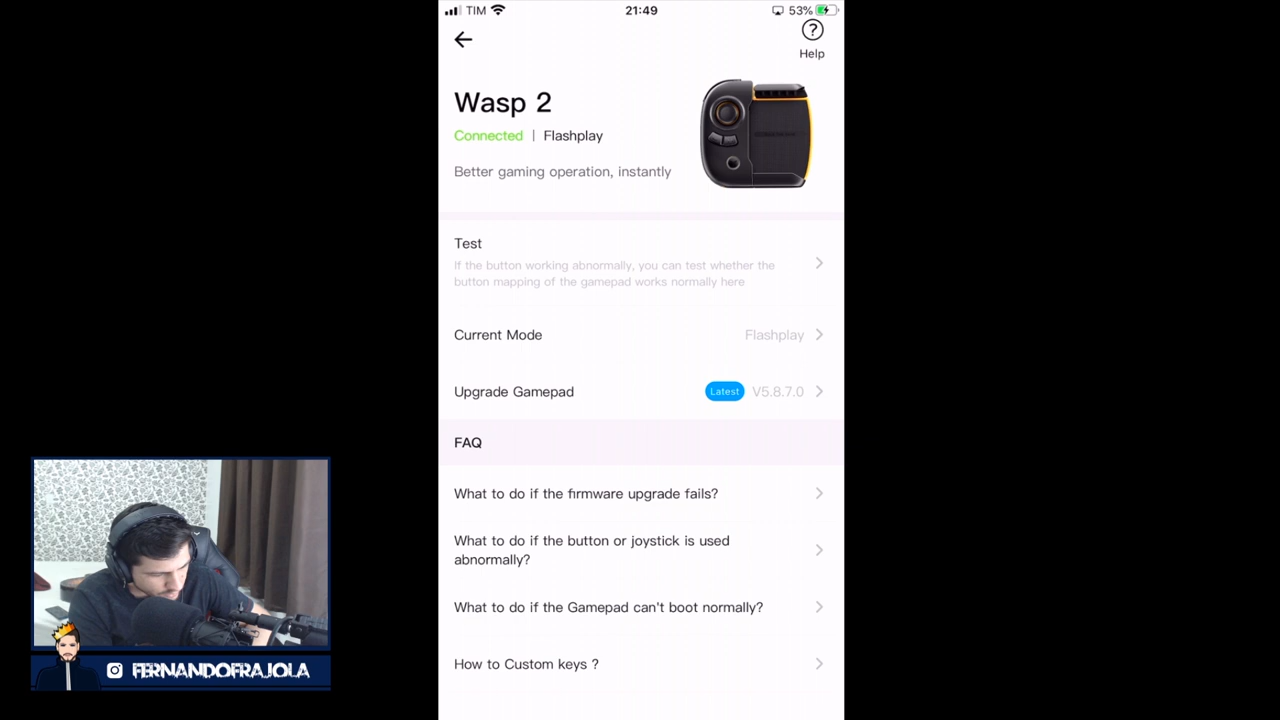 TIM
21:49
53%
Help
Wasp 2
Connected | Flashplay
Better gaming operation, instantly
Test
If the button working abnormally, you can test whether the
button mapping of the gamepad works normally here
Current Mode
Flashplay
Upgrade Gamepad
Latest V5.8.7.0
FAQ
What to do if the firmware upgrade fails?
What to do if the button or joystick is used
abnormally?
What to do if the Gamepad can't boot normally?
How to Custom keys ?
FERNANDOFRAJOLA